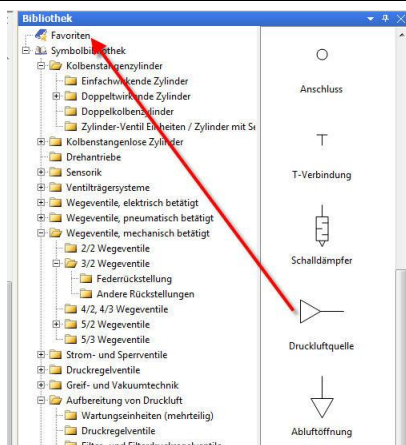 Bibliothek
Favoriten
Symbolbibliothek
Kolbenstangenzylinder
Einfachwirkende Zylinder
Doppeltwirkende Zylinder
Doppelkolbenzylinder
Zylinder-Ventil Einheiten / Zylinder mit Se
Kolbenstangenlose Zylinder
Drehantriebe
Sensorik
Ventilträgersysteme
Wegeventile, elektrisch betätigt
Wegeventile, pneumatisch betätigt
Wegeventile, mechanisch betätigt
2/2 Wegeventile
3/2 Wegeventile
Federrückstellung
Andere Rückstellungen
4/2, 4/3 Wegeventile
5/2 Wegeventile
5/3 Wegeventile
Strom- und Sperrventile
Druckregelventile
Greif- und Vakuumtechnik
Aufbereitung von Druckluft
Wartungseinheiten (mehrteilig)
Druckregelventile
Filter- und Filterdruckregelventile
Anschluss
T-Verbindung
Schalldämpfer
Druckluftquelle
Abluftöffnung